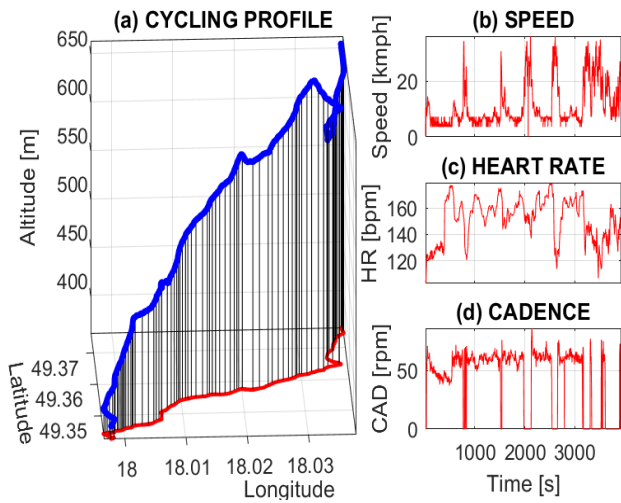 (a) CYCLING PROFILE
650
600
550
500
450
400
Altitude [m]
49.37
49.36
49.35
Latitude
18
18.01
18.02
18.03
Longitude
(b) SPEED
20
0
Speed [kmph]
(c) HEART RATE
160
140
120
HR [bpm]
(d) CADENCE
50
0
CAD [rpm]
1000
2000
3000
Time [s]